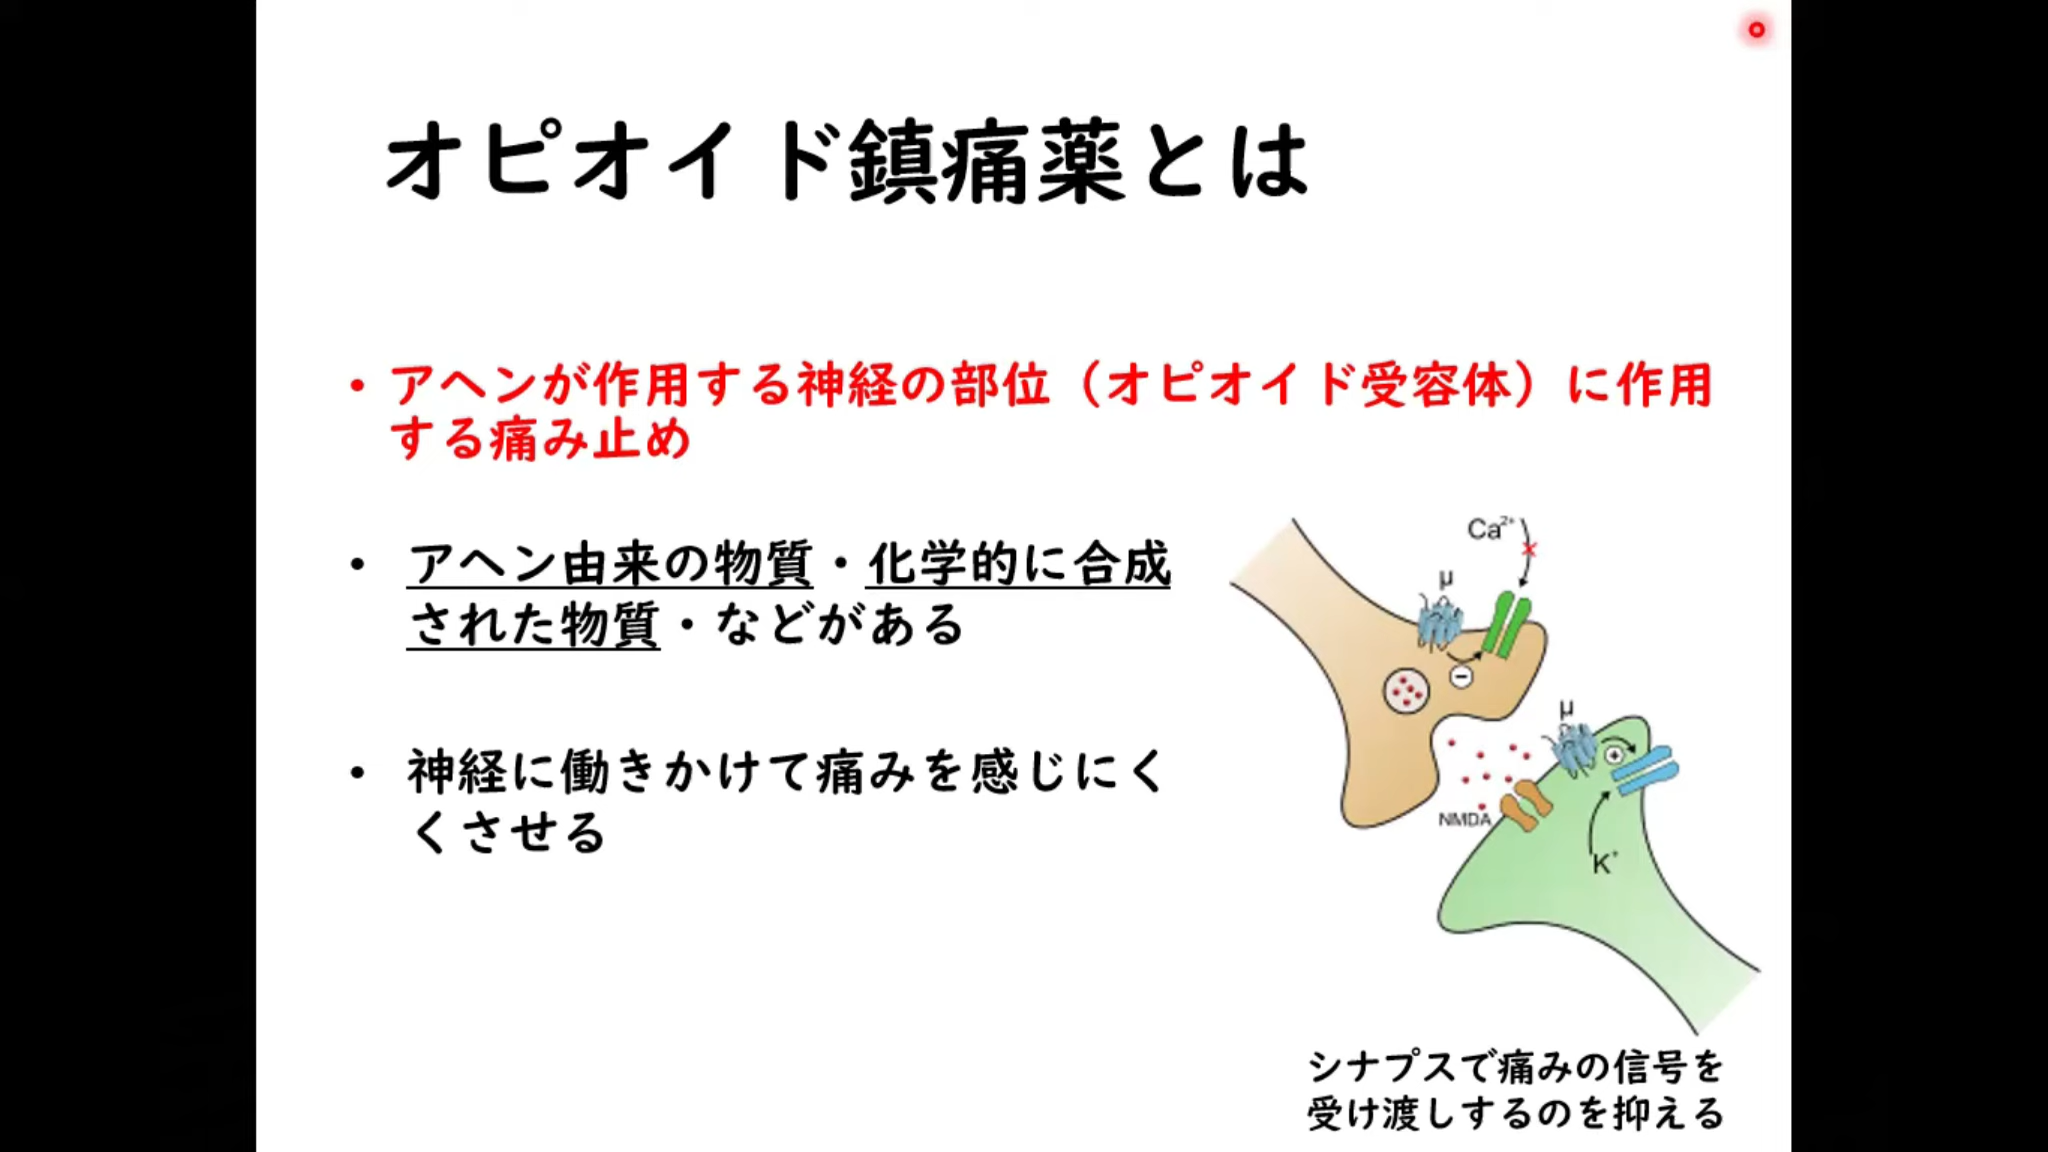 オピオイド鎮痛薬とは
• アヘンが作用する神経の部位（オピオイド受容体）に作用
する痛み止め
• アヘン由来の物質・化学的に合成
された物質・などがある
• 神経に働きかけて痛みを感じにく
くさせる
Ca²⁺
μ
−
μ
+
NMDA
K⁺
シナプスで痛みの信号を
受け渡しするのを抑える